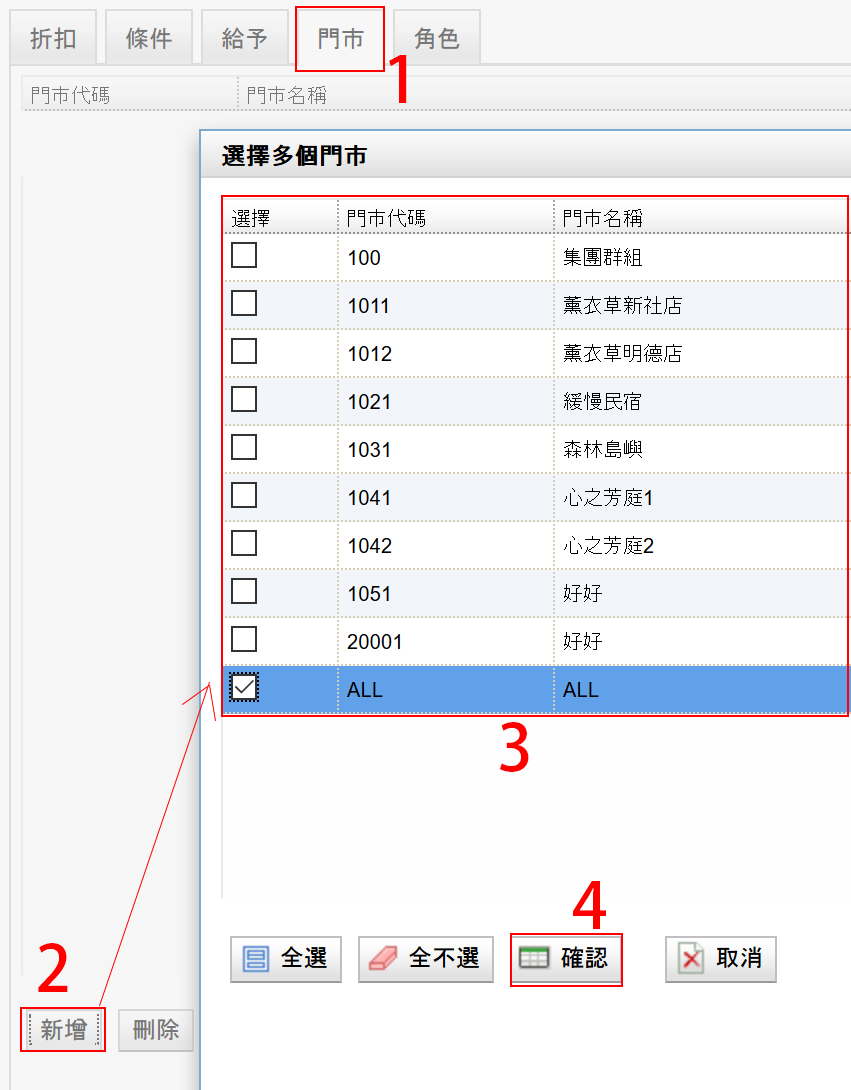 折扣 條件 給予 門市 角色
1
門市代碼 門市名稱
選擇多個門市
選擇 門市代碼 門市名稱
100 集團群組
1011 薰衣草新社店
1012 薰衣草明德店
1021 緩慢民宿
1031 森林島嶼
1041 心之芳庭1
1042 心之芳庭2
1051 好好
20001 好好
ALL ALL
3
4
2
全選 全不選 確認 取消
新增 刪除